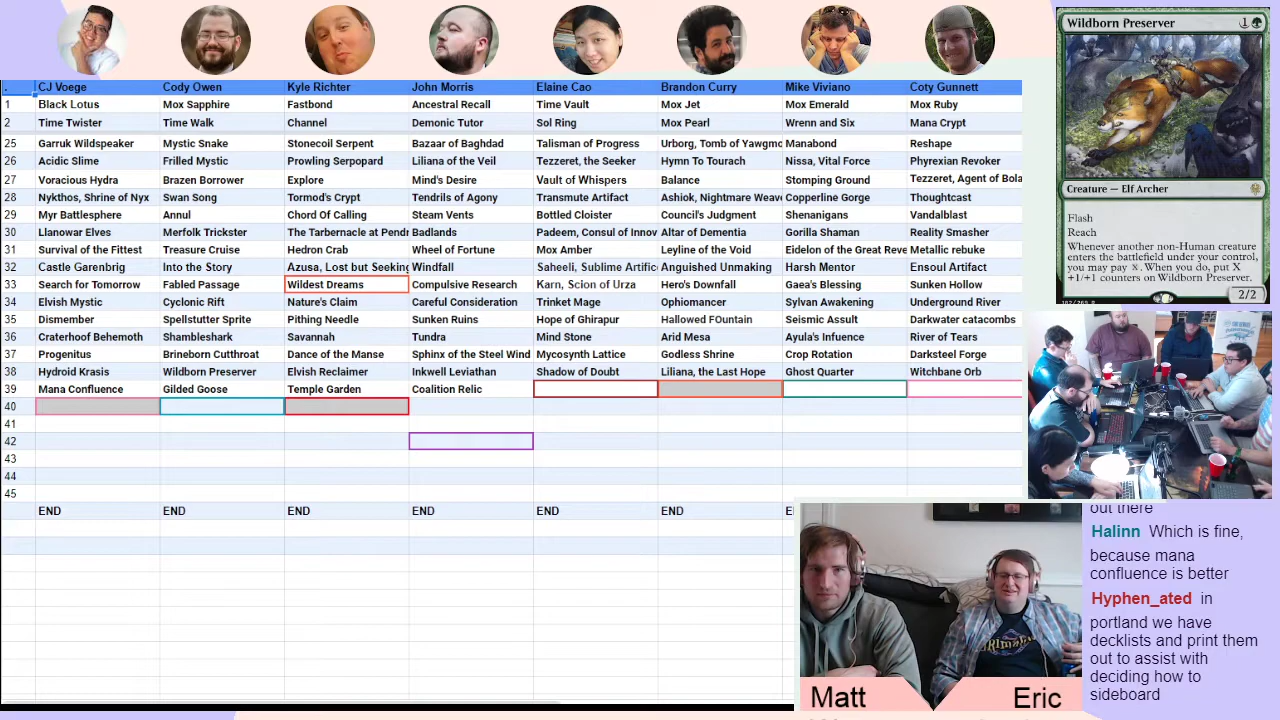 . CJ Voege Cody Owen Kyle Richter John Morris Elaine Cao Brandon Curry Mike Viviano Coty Gunnett
1 Black Lotus Mox Sapphire Fastbond Ancestral Recall Time Vault Mox Jet Mox Emerald Mox Ruby
2 Time Twister Time Walk Channel Demonic Tutor Sol Ring Mox Pearl Wrenn and Six Mana Crypt
25 Garruk Wildspeaker Mystic Snake Stonecoil Serpent Bazaar of Baghdad Talisman of Progress Urborg, Tomb of Yawgmo Manabond Reshape
26 Acidic Slime Frilled Mystic Prowling Serpopard Liliana of the Veil Tezzeret, the Seeker Hymn To Tourach Nissa, Vital Force Phyrexian Revoker
27 Voracious Hydra Brazen Borrower Explore Mind's Desire Vault of Whispers Balance Stomping Ground Tezzeret, Agent of Bola
28 Nykthos, Shrine of Nyx Swan Song Tormod's Crypt Tendrils of Agony Transmute Artifact Ashiok, Nightmare Weave Copperline Gorge Thoughtcast
29 Myr Battlesphere Annul Chord Of Calling Steam Vents Bottled Cloister Council's Judgment Shenanigans Vandalblast
30 Llanowar Elves Merfolk Trickster The Tarbernacle at Pendr Badlands Padeem, Consul of Innov Altar of Dementia Gorilla Shaman Reality Smasher
31 Survival of the Fittest Treasure Cruise Hedron Crab Wheel of Fortune Mox Amber Leyline of the Void Eidelon of the Great Reve Metallic rebuke
32 Castle Garenbrig Into the Story Azusa, Lost but Seeking Windfall Saheeli, Sublime Artific Anguished Unmaking Harsh Mentor Ensoul Artifact
33 Search for Tomorrow Fabled Passage Wildest Dreams Compulsive Research Karn, Scion of Urza Hero's Downfall Gaea's Blessing Sunken Hollow
34 Elvish Mystic Cyclonic Rift Nature's Claim Careful Consideration Trinket Mage Ophiomancer Sylvan Awakening Underground River
35 Dismember Spellstutter Sprite Pithing Needle Sunken Ruins Hope of Ghirapur Hallowed FOuntain Seismic Assult Darkwater catacombs
36 Craterhoof Behemoth Shambleshark Savannah Tundra Mind Stone Arid Mesa Ayula's Infuence River of Tears
37 Progenitus Brineborn Cutthroat Dance of the Manse Sphinx of the Steel Wind Mycosynth Lattice Godless Shrine Crop Rotation Darksteel Forge
38 Hydroid Krasis Wildborn Preserver Elvish Reclaimer Inkwell Leviathan Shadow of Doubt Liliana, the Last Hope Ghost Quarter Witchbane Orb
39 Mana Confluence Gilded Goose Temple Garden Coalition Relic
40
41
42
43
44
45
END END END END END END E
Wildborn Preserver 1
Creature — Elf Archer
Flash
Reach
Whenever another non-Human creature
enters the battlefield under your control,
you may pay X. When you do, put X
+1/+1 counters on Wildborn Preserver.
2/2
out there
Halinn Which is fine,
because mana
confluence is better
Hyphen_ated in
portland we have
decklists and print them
out to assist with
deciding how to
sideboard
Matt Eric